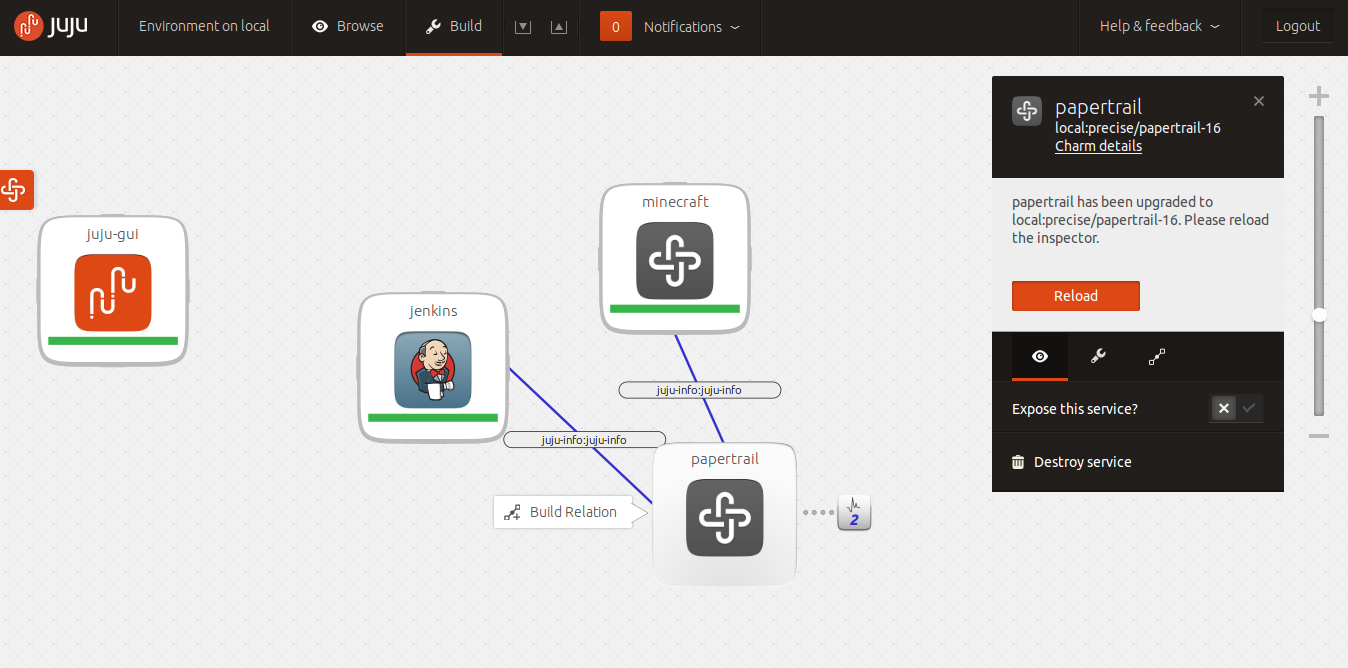 juju
Environment on local
Browse
Build
0
Notifications
Help & feedback
Logout
papertrail
local:precise/papertrail-16
Charm details
papertrail has been upgraded to
local:precise/papertrail-16. Please reload
the inspector.
Reload
Expose this service?
Destroy service
juju-gui
minecraft
jenkins
juju-info:juju-info
juju-info:juju-info
papertrail
Build Relation
2